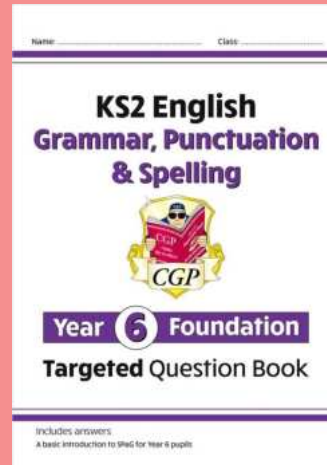 Name: Class:
KS2 English
Grammar, Punctuation
& Spelling
CGP
CGP
Year 6 Foundation
Targeted Question Book
Includes answers
A basic introduction to SPaG for Year 6 pupils